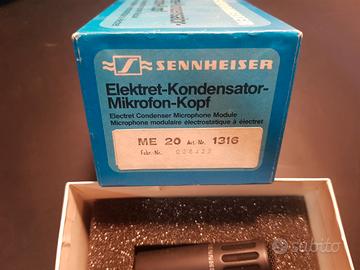 SENNHEISER
Elektret-Kondensator-
Mikrofon-Kopf
Electret Condenser Microphone Module
Microphone modulaire électrostatique à électret
ME 20 Art.-Nr. 1316
Fabr.-Nr.
subito